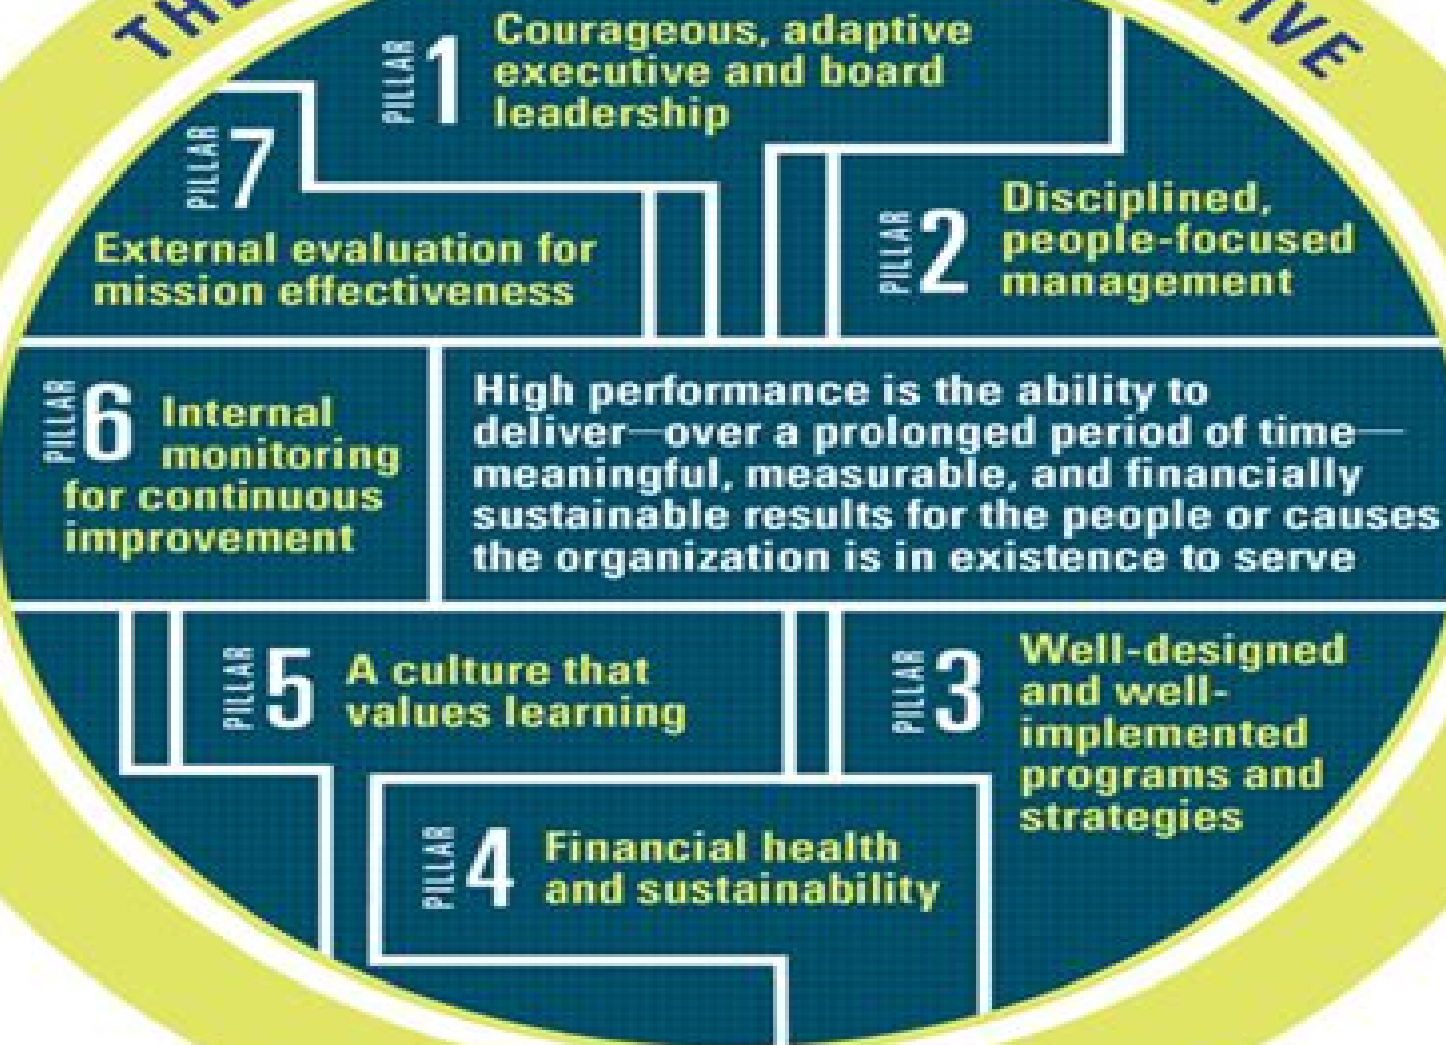 THE
IVE
PILLAR 1
Courageous, adaptive
executive and board
leadership
PILLAR 7
External evaluation for
mission effectiveness
PILLAR 2
Disciplined,
people-focused
management
PILLAR 6
Internal
monitoring
for continuous
improvement
High performance is the ability to
deliver—over a prolonged period of time—
meaningful, measurable, and financially
sustainable results for the people or causes
the organization is in existence to serve
PILLAR 5
A culture that
values learning
PILLAR 3
Well-designed
and well-
implemented
programs and
strategies
PILLAR 4
Financial health
and sustainability